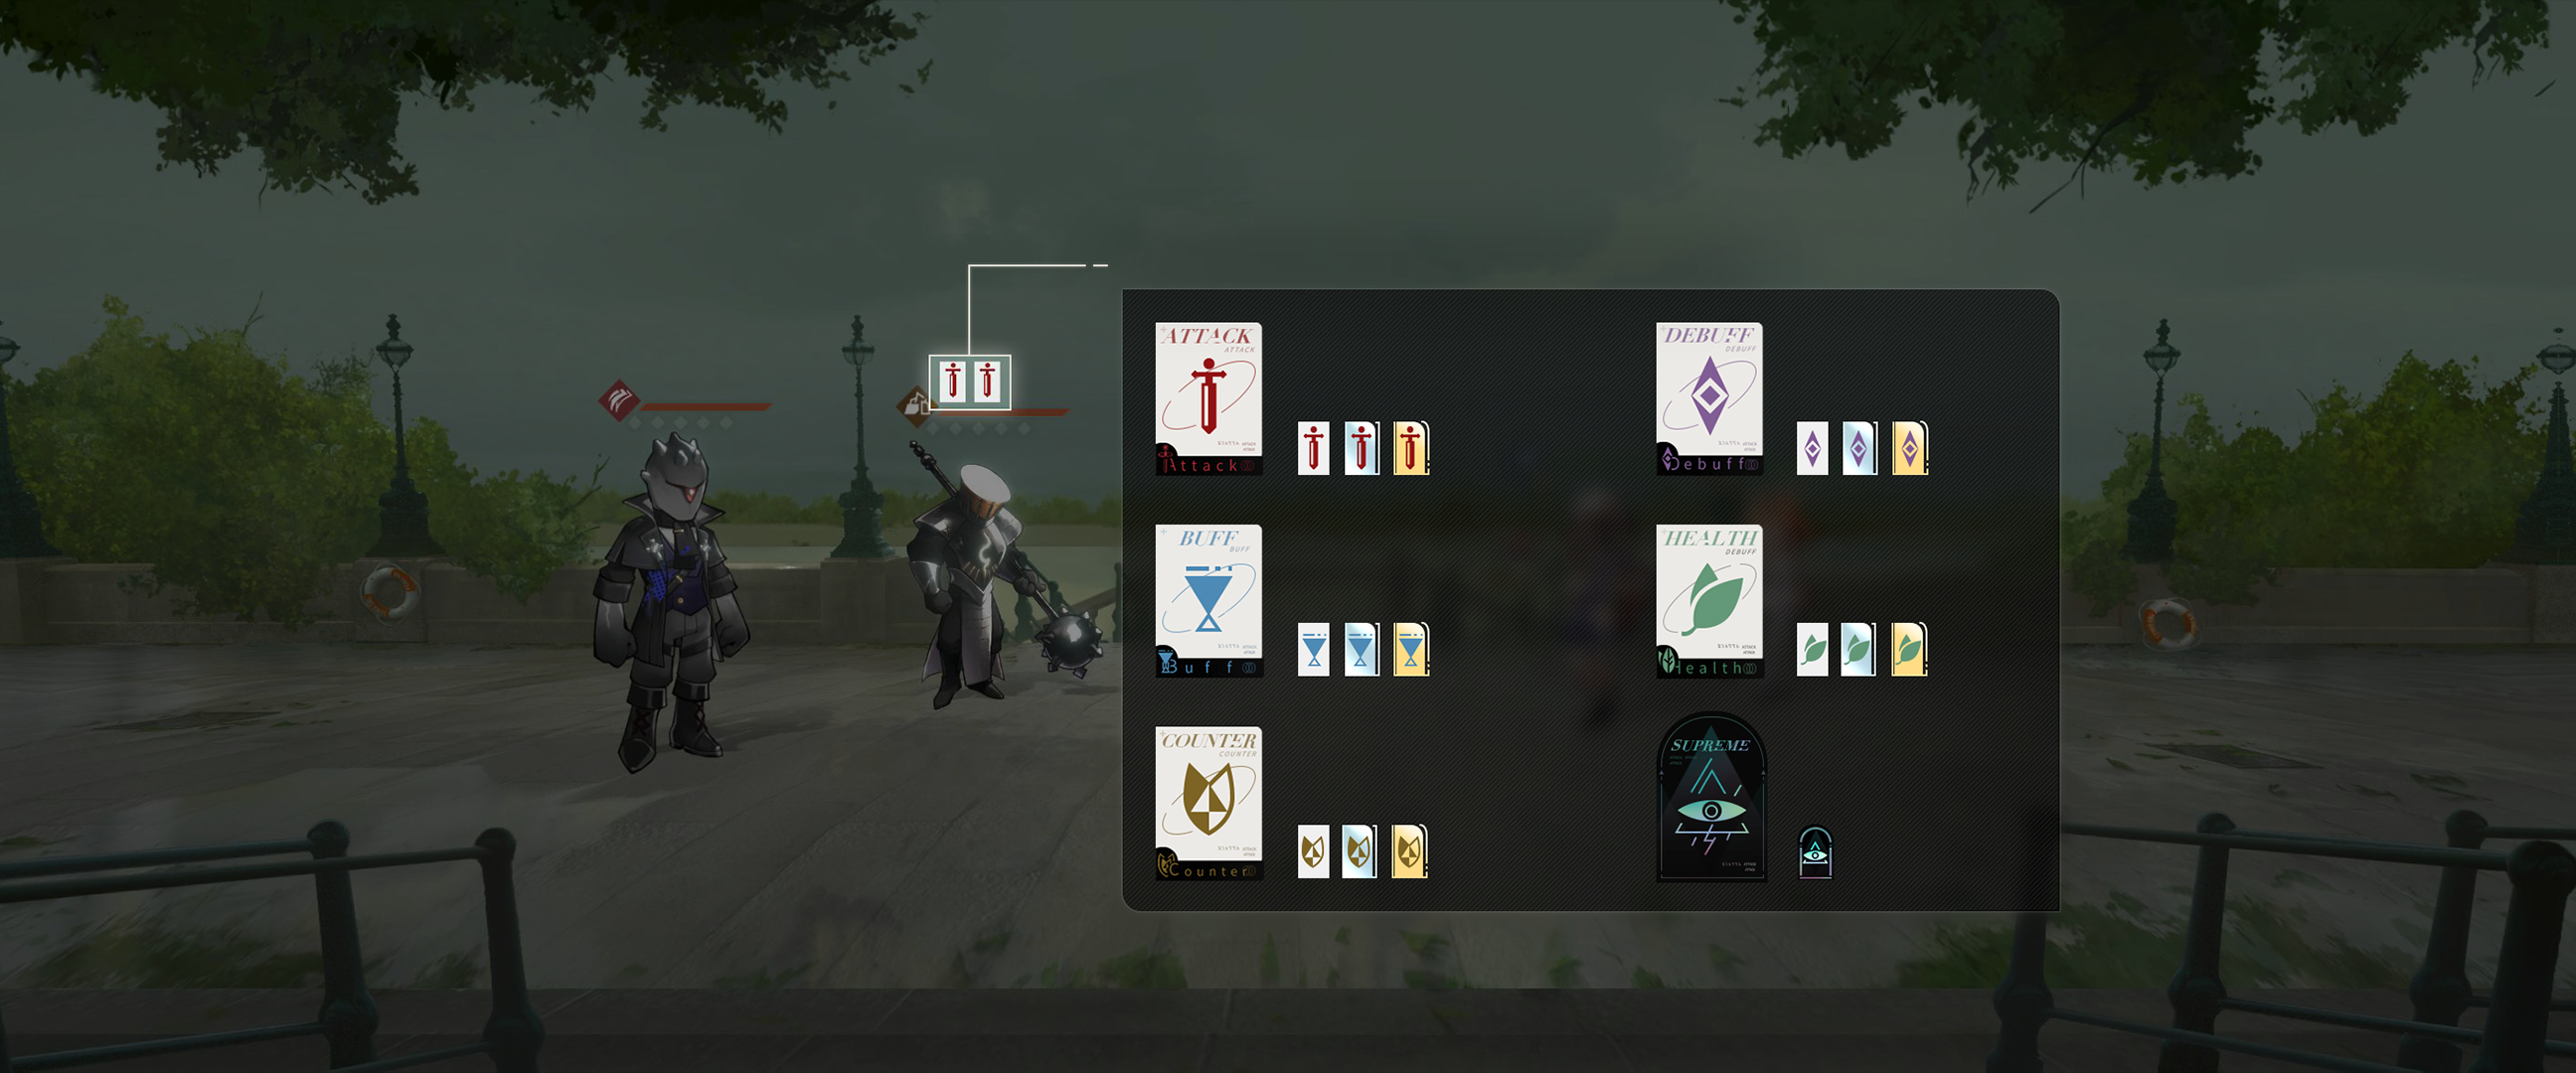 ATTACK
ATTACK
Attack
DEBUFF
DEBUFF
Debuff
BUFF
BUFF
Buff
HEALTH
DEBUFF
Health
COUNTER
COUNTER
Counter
SUPREME